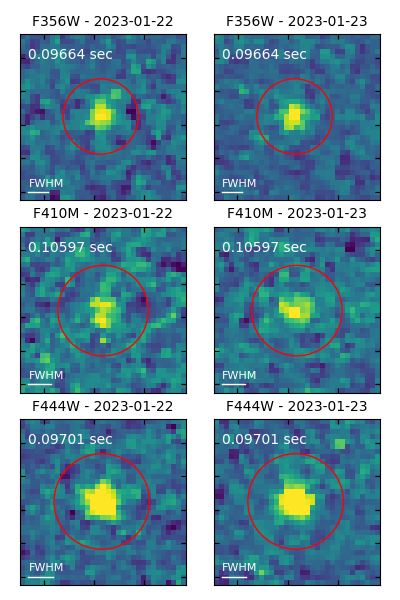 F356W - 2023-01-22
F356W - 2023-01-23
0.09664 sec
0.09664 sec
FWHM
FWHM
F410M - 2023-01-22
F410M - 2023-01-23
0.10597 sec
0.10597 sec
FWHM
FWHM
F444W - 2023-01-22
F444W - 2023-01-23
0.09701 sec
0.09701 sec
FWHM
FWHM